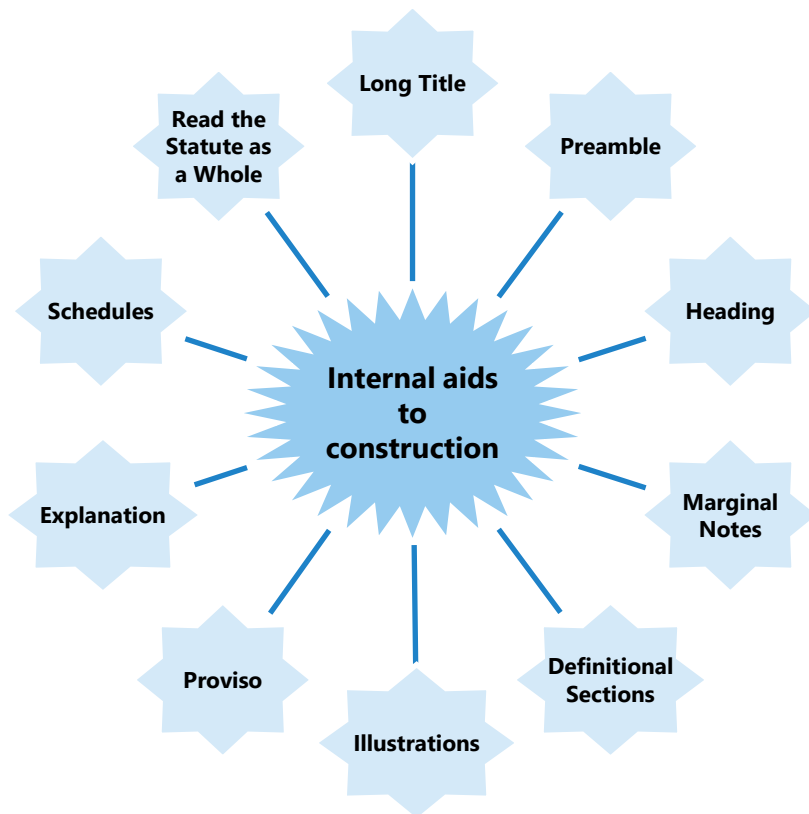 Long Title
Preamble
Heading
Marginal
Notes
Definitional
Sections
Illustrations
Proviso
Explanation
Schedules
Read the
Statute as
a Whole
Internal aids
to
construction